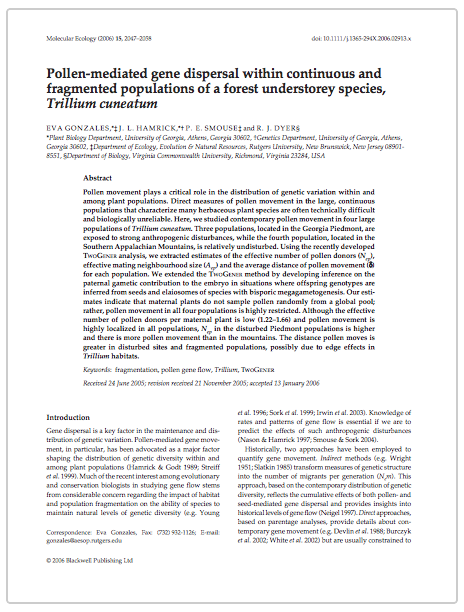 Molecular Ecology (2006) 15, 2047–2058
doi: 10.1111/j.1365-294X.2006.02913.x
Pollen-mediated gene dispersal within continuous and
fragmented populations of a forest understorey species,
Trillium cuneatum
EVA GONZALES,*‡ J. L. HAMRICK,*† P. E. SMOUSE‡ and R. J. DYER§
*Plant Biology Department, University of Georgia, Athens, Georgia 30602, †Genetics Department, University of Georgia, Athens,
Georgia 30602, ‡Department of Ecology, Evolution & Natural Resources, Rutgers University, New Brunswick, New Jersey 08901-
8551, §Department of Biology, Virginia Commonwealth University, Richmond, Virginia 23284, USA
Abstract
Pollen movement plays a critical role in the distribution of genetic variation within and
among plant populations. Direct measures of pollen movement in the large, continuous
populations that characterize many herbaceous plant species are often technically difficult
and biologically unreliable. Here, we studied contemporary pollen movement in four large
populations of Trillium cuneatum. Three populations, located in the Georgia Piedmont, are
exposed to strong anthropogenic disturbances, while the fourth population, located in the
Southern Appalachian Mountains, is relatively undisturbed. Using the recently developed
TWOGENER analysis, we extracted estimates of the effective number of pollen donors (Nep),
effective mating neighbourhood size (Aep) and the average distance of pollen movement (δ)
for each population. We extended the TWOGENER method by developing inference on the
paternal gametic contribution to the embryo in situations where offspring genotypes are
inferred from seeds and elaiosomes of species with bisporic megagametogenesis. Our esti-
mates indicate that maternal plants do not sample pollen randomly from a global pool;
rather, pollen movement in all four populations is highly restricted. Although the effective
number of pollen donors per maternal plant is low (1.22–1.66) and pollen movement is
highly localized in all populations, Nep in the disturbed Piedmont populations is higher
and there is more pollen movement than in the mountains. The distance pollen moves is
greater in disturbed sites and fragmented populations, possibly due to edge effects in
Trillium habitats.
Keywords: fragmentation, pollen gene flow, Trillium, TWOGENER
Received 24 June 2005; revision received 21 November 2005; accepted 13 January 2006
Introduction
Gene dispersal is a key factor in the maintenance and dis-
tribution of genetic variation. Pollen-mediated gene move-
ment, in particular, has been advocated as a major factor
shaping the distribution of genetic diversity within and
among plant populations (Hamrick & Godt 1989; Streiff
et al. 1999). Much of the recent interest among evolutionary
and conservation biologists in studying gene flow stems
from considerable concern regarding the impact of habitat
and population fragmentation on the ability of species to
maintain natural levels of genetic diversity (e.g. Young
Correspondence: Eva Gonzales, Fax: (732) 932-1126; E-mail:
gonzales@aesop.rutgers.edu
et al. 1996; Sork et al. 1999; Irwin et al. 2003). Knowledge of
rates and patterns of gene flow is essential if we are to
predict the effects of such anthropogenic disturbances
(Nason & Hamrick 1997; Smouse & Sork 2004).
Historically, two approaches have been employed to
quantify gene movement. Indirect methods (e.g. Wright
1951; Slatkin 1985) transform measures of genetic structure
into the number of migrants per generation (Nem). This
approach, based on the contemporary distribution of genetic
diversity, reflects the cumulative effects of both pollen- and
seed-mediated gene dispersal and provides insights into
historical levels of gene flow (Neigel 1997). Direct approaches,
based on parentage analyses, provide details about con-
temporary gene movement (e.g. Devlin et al. 1988; Burczyk
et al. 2002; White et al. 2002) but are usually constrained to
© 2006 Blackwell Publishing Ltd